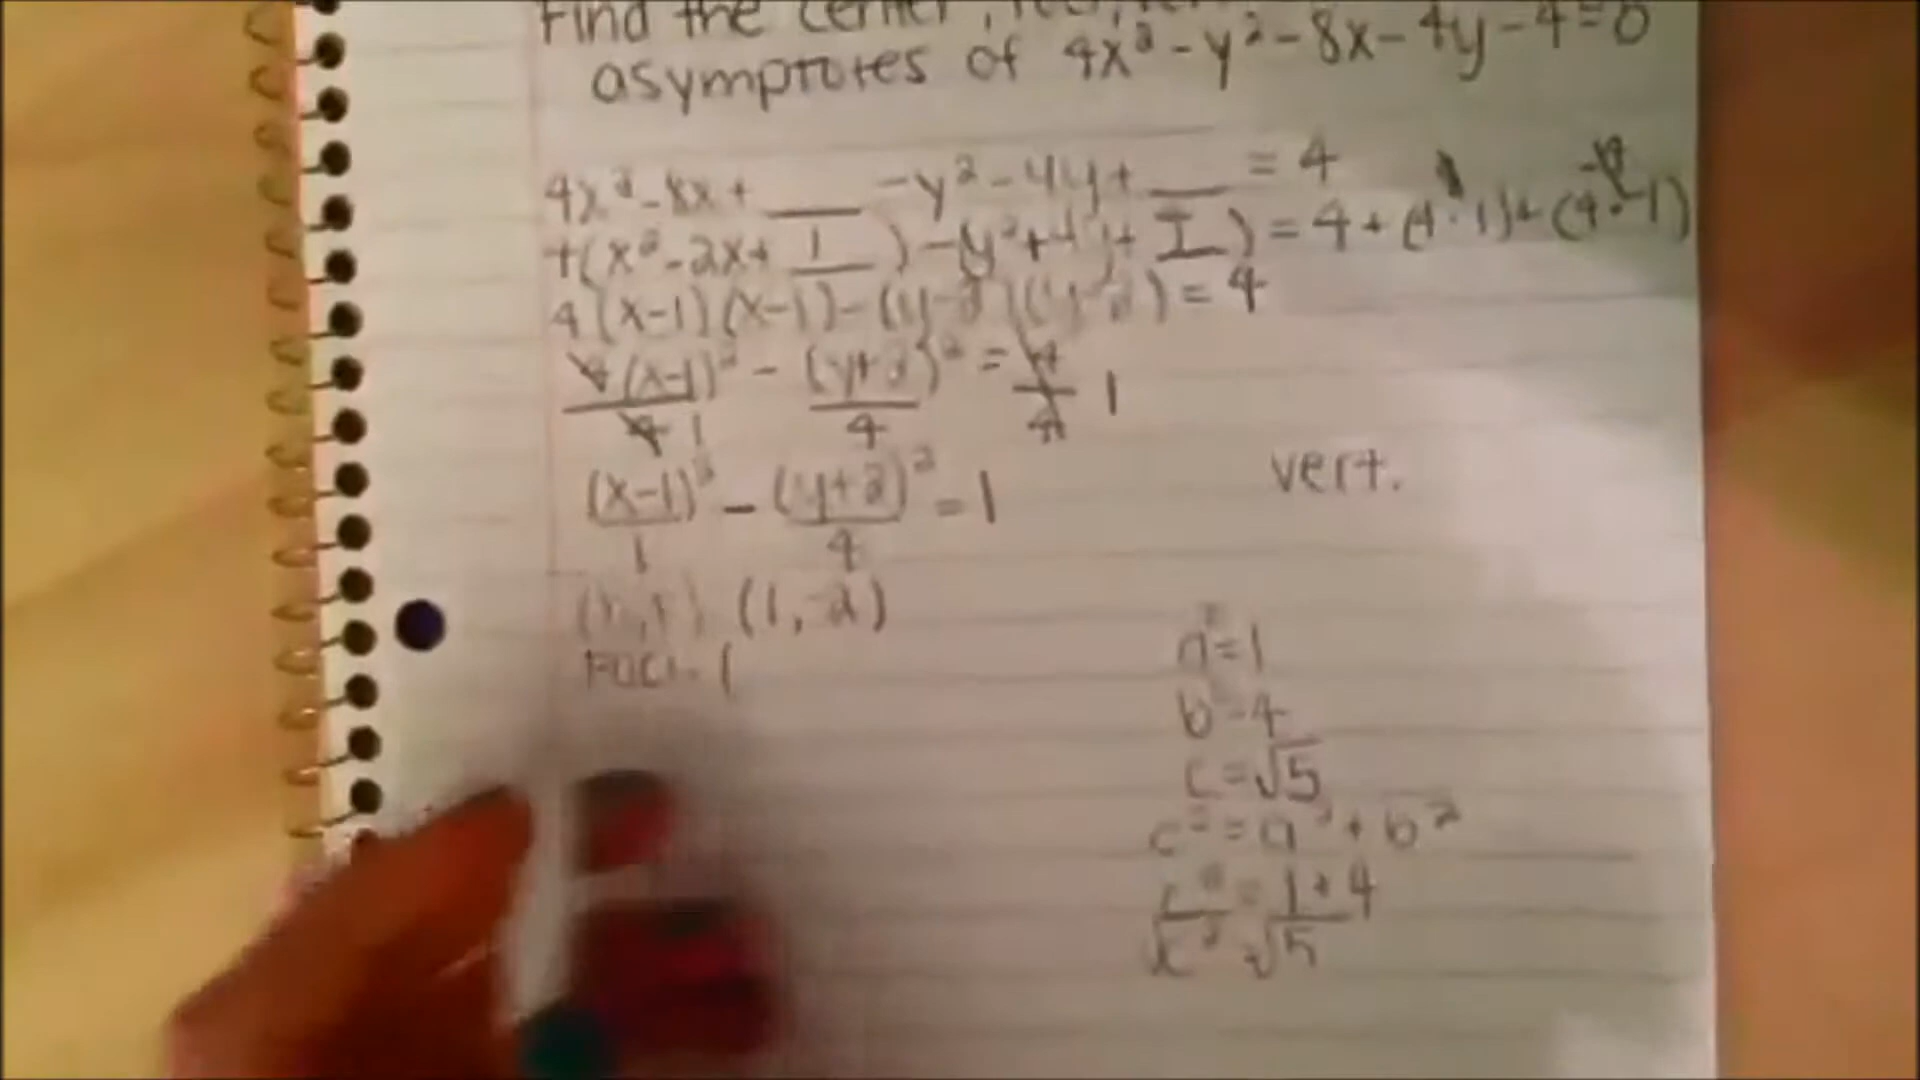 Find the center,
asymptotes of 4x² - y² - 8x - 4y - 4 = 0
4x² - 8x + ___ - y² - 4y + ___ = 4
(x² - 2x + 1) - (y² + 4y + ) = 4 + (4·1) + (4·-1)
4(x-1)(x-1) - = 4
4(x-1)²/4 1 - (y+2)²/4 = 4/4 1
(x-1)²/1 - (y+2)²/4 = 1
vert.
(1, -2)
Foci (
a² = 1
b² = 4
c = √5
c² = a² + b²
c² = 1 + 4
√c² √5